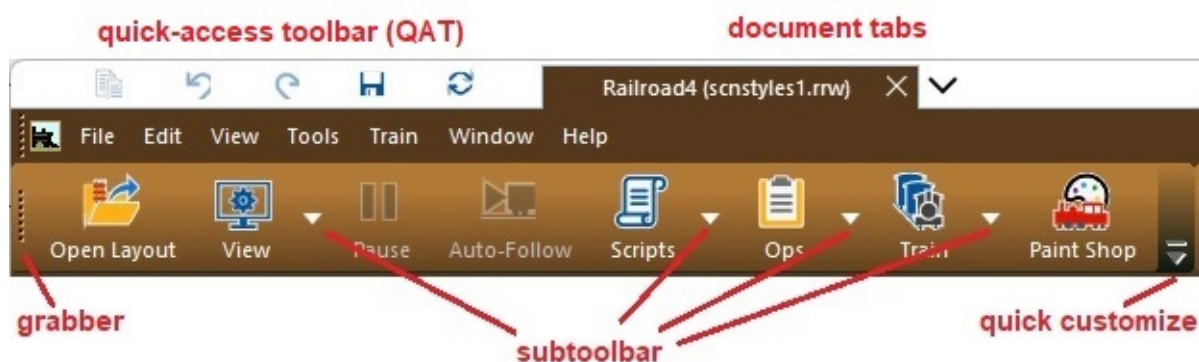 quick-access toolbar (QAT) document tabs
Railroad4 (scnstyles1.rrw)
File Edit View Tools Train Window Help
Open Layout View Pause Auto-Follow Scripts Ops Train Paint Shop
grabber quick customize
subtoolbar